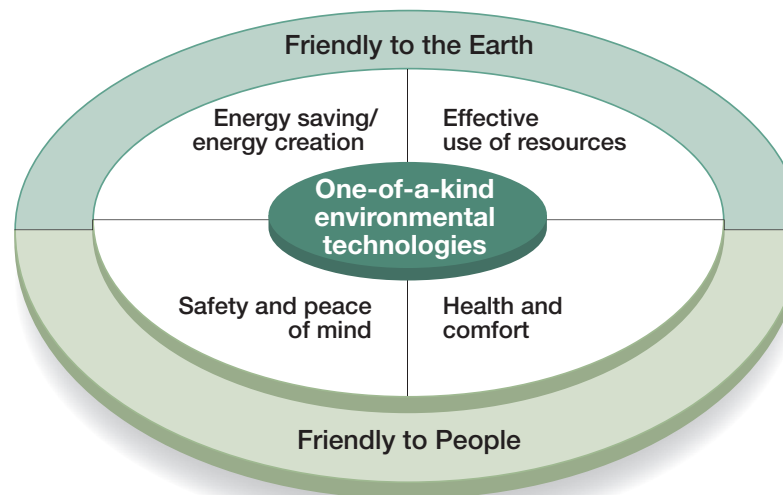 Friendly to the Earth
Energy saving/
energy creation
Effective
use of resources
One-of-a-kind
environmental
technologies
Safety and peace
of mind
Health and
comfort
Friendly to People